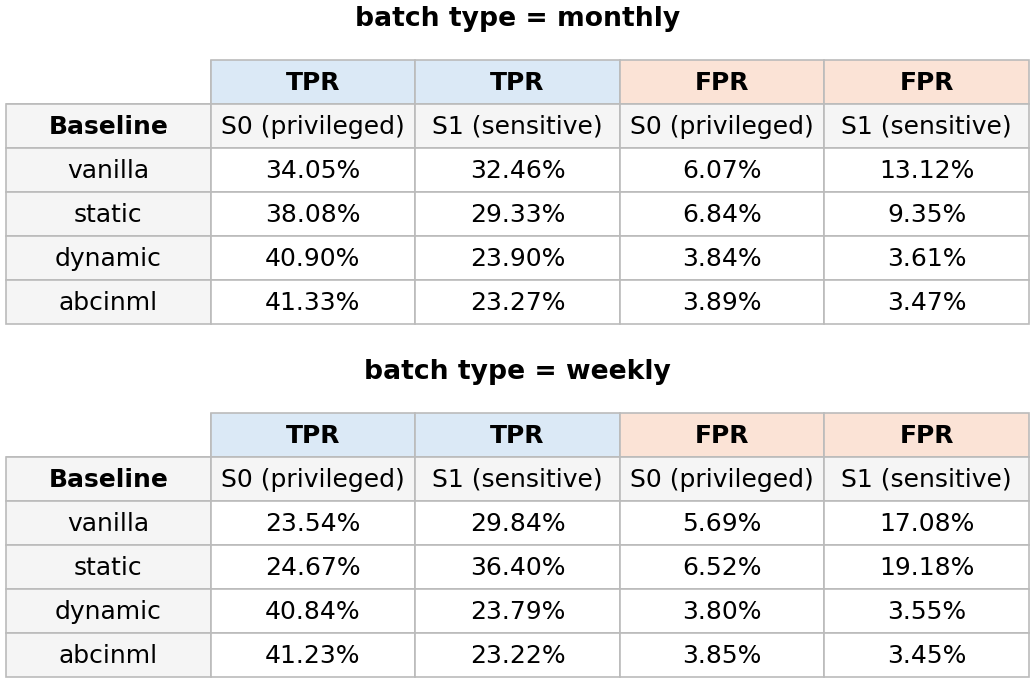 batch type = monthly
TPR TPR FPR FPR
Baseline S0 (privileged) S1 (sensitive) S0 (privileged) S1 (sensitive)
vanilla 34.05% 32.46% 6.07% 13.12%
static 38.08% 29.33% 6.84% 9.35%
dynamic 40.90% 23.90% 3.84% 3.61%
abcinml 41.33% 23.27% 3.89% 3.47%
batch type = weekly
TPR TPR FPR FPR
Baseline S0 (privileged) S1 (sensitive) S0 (privileged) S1 (sensitive)
vanilla 23.54% 29.84% 5.69% 17.08%
static 24.67% 36.40% 6.52% 19.18%
dynamic 40.84% 23.79% 3.80% 3.55%
abcinml 41.23% 23.22% 3.85% 3.45%